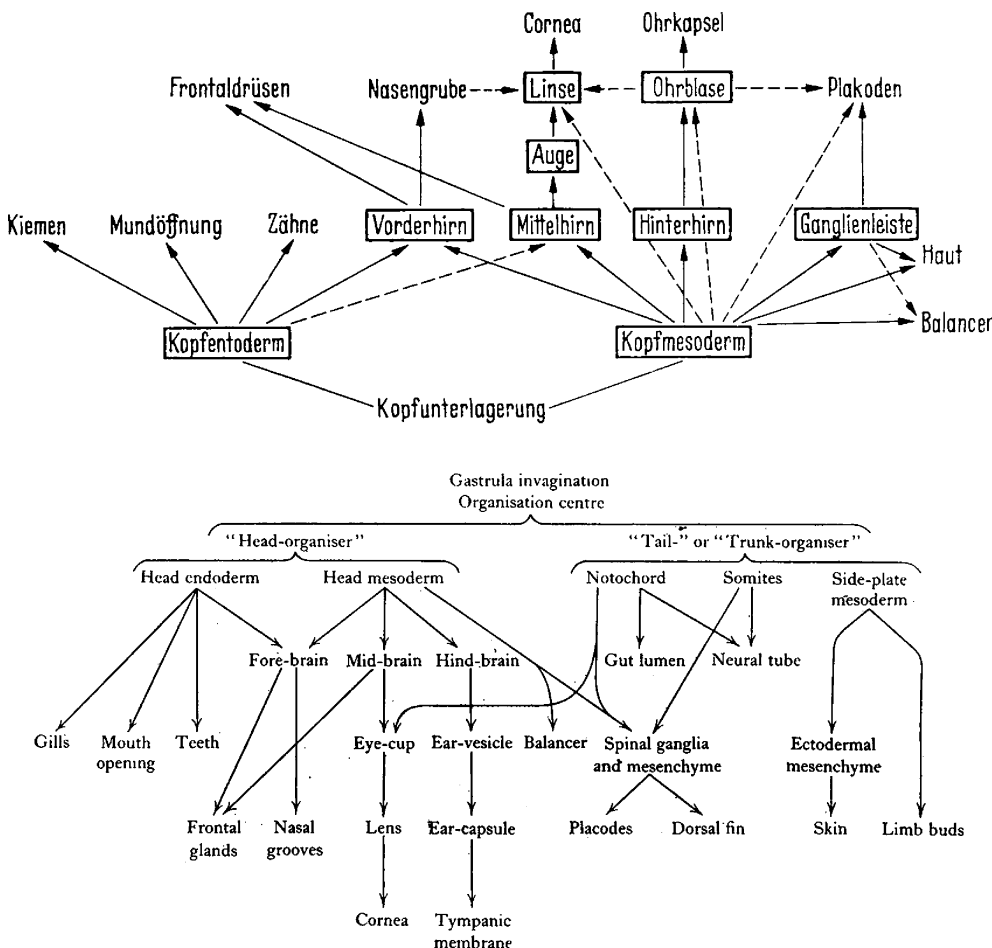 Cornea Ohrkapsel
Frontaldrüsen Nasengrube Linse Ohrblase Plakoden
Auge
Kiemen Mundöffnung Zähne Vorderhirn Mittelhirn Hinterhirn Ganglienleiste
Haut
Kopfentoderm Kopfmesoderm Balancer
Kopfunterlagerung
Gastrula invagination
Organisation centre
"Head-organiser" "Tail-" or "Trunk-organiser"
Head endoderm Head mesoderm Notochord Somites Side-plate
mesoderm
Fore-brain Mid-brain Hind-brain Gut lumen Neural tube
Gills Mouth Teeth Eye-cup Ear-vesicle Balancer Spinal ganglia Ectodermal
opening and mesenchyme mesenchyme
Frontal Nasal Lens Ear-capsule Placodes Dorsal fin Skin Limb buds
glands grooves
Cornea Tympanic
membrane